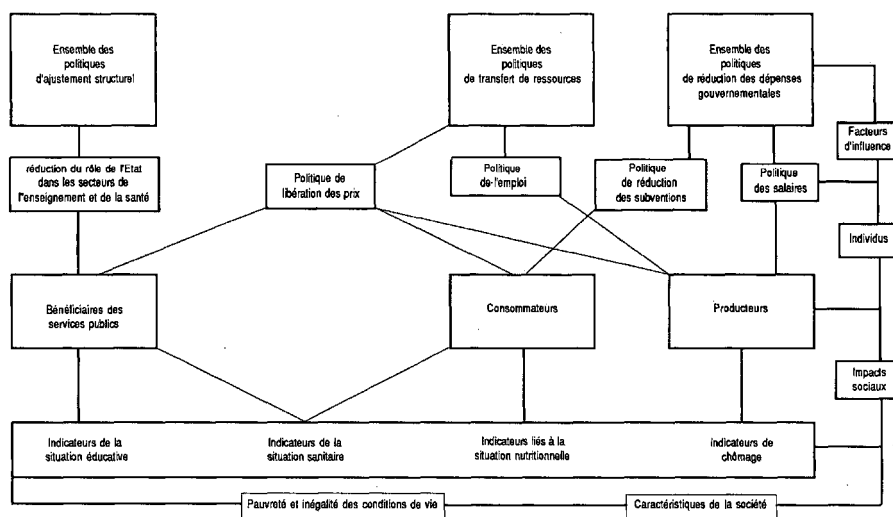 Ensemble des
politiques
d'ajustement structurel
Ensemble des
politiques
de transfert de ressources
Ensemble des
politiques
de réduction des dépenses
gouvernementales
Facteurs
d'influence
réduction du rôle de l'Etat
dans les secteurs de
l'enseignement et de la santé
Politique de
libération des prix
Politique
de-l'emploi
Politique
de réduction
des subventions
Politique
des salaires
Individus
Bénéficiaires des
services publics
Consommateurs
Producteurs
Impacts
sociaux
Indicateurs de la
situation éducative
Indicateurs de la
situation sanitaire
Indicateurs liés à la
situation nutritionnelle
Indicateurs de
chômage
Pauvreté et inégalité des conditions de vie
Caractéristiques de la société